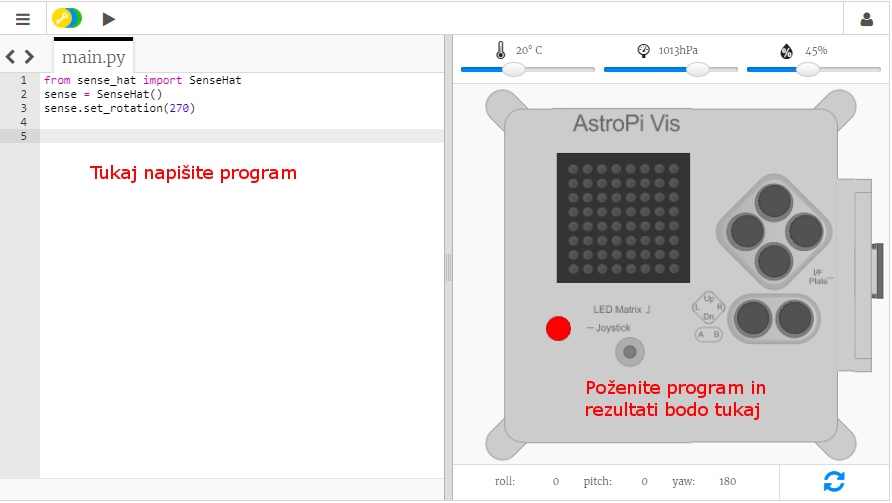 main.py
20° C
1013hPa
45%
1 from sense_hat import SenseHat
2 sense = SenseHat()
3 sense.set_rotation(270)
4
5
Tukaj napišite program
AstroPi Vis
I/P
Plate
LED Matrix
Joystick
Up
L R
Dn
A B
Poženite program in
rezultati bodo tukaj
roll: 0 pitch: 0 yaw: 180